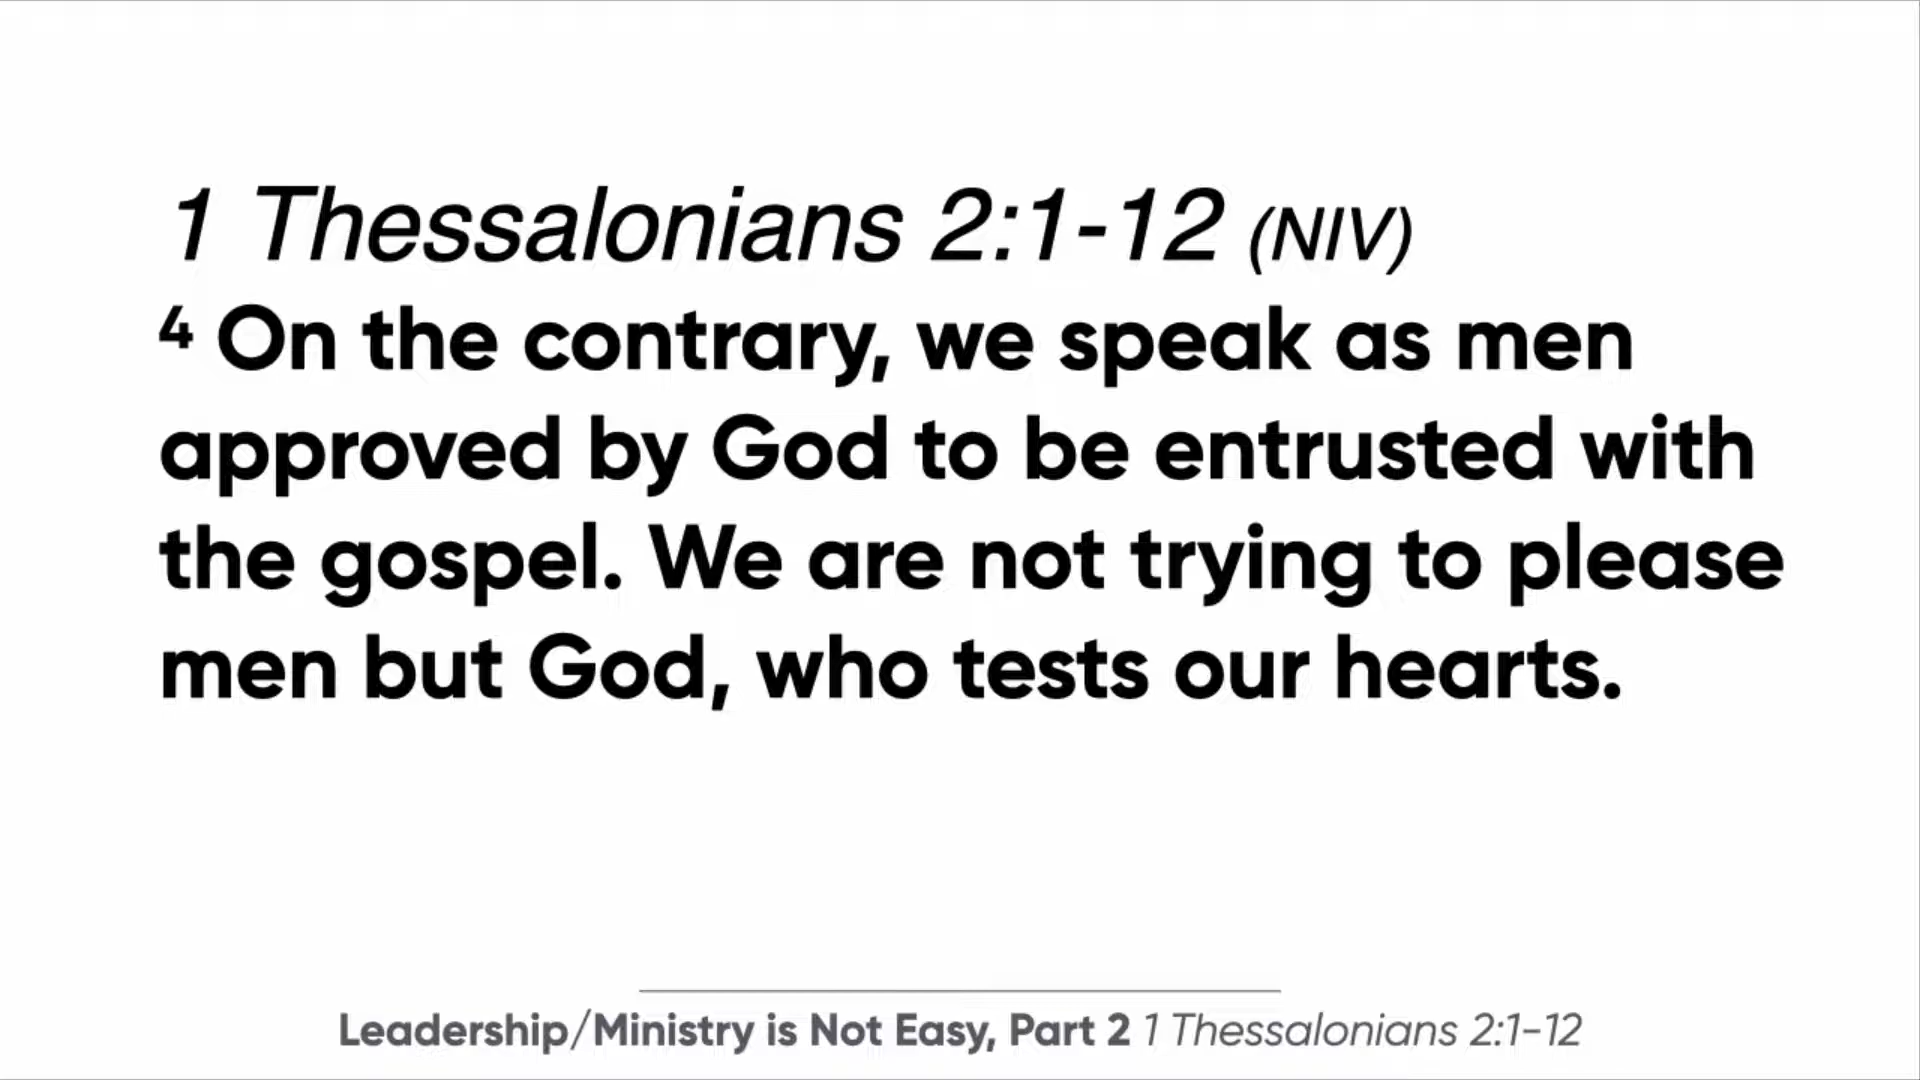 1 Thessalonians 2:1-12 (NIV)
⁴ On the contrary, we speak as men
approved by God to be entrusted with
the gospel. We are not trying to please
men but God, who tests our hearts.
Leadership/Ministry is Not Easy, Part 2 1 Thessalonians 2:1-12